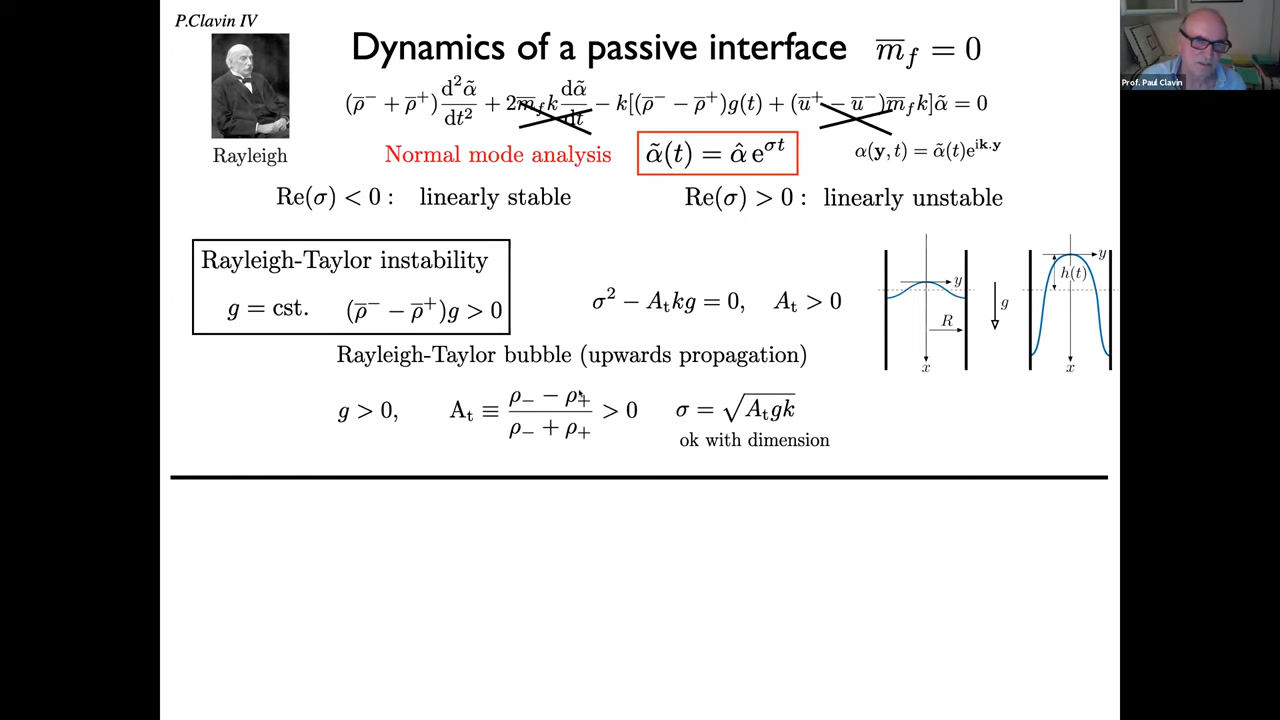 P.Clavin IV
Dynamics of a passive interface m̅_f = 0
(ρ̅⁻ + ρ̅⁺) d²α̃/dt² + 2m̅_f k dα̃/dt − k[(ρ̅⁻ − ρ̅⁺)g(t) + (u̅⁺ − u̅⁻)m̅_f k]α̃ = 0
Rayleigh
Normal mode analysis α̃(t) = α̂ e^{σt} α(y, t) = α̃(t)e^{ik.y}
Re(σ) < 0 : linearly stable Re(σ) > 0 : linearly unstable
Rayleigh-Taylor instability
g = cst. (ρ̅⁻ − ρ̅⁺)g > 0
σ² − A_t kg = 0, A_t > 0
y
R
x
g
y
h(t)
x
Rayleigh-Taylor bubble (upwards propagation)
g > 0, A_t ≡ (ρ₋ − ρ₊)/(ρ₋ + ρ₊) > 0 σ = √(A_t gk)
ok with dimension
Prof. Paul Clavin